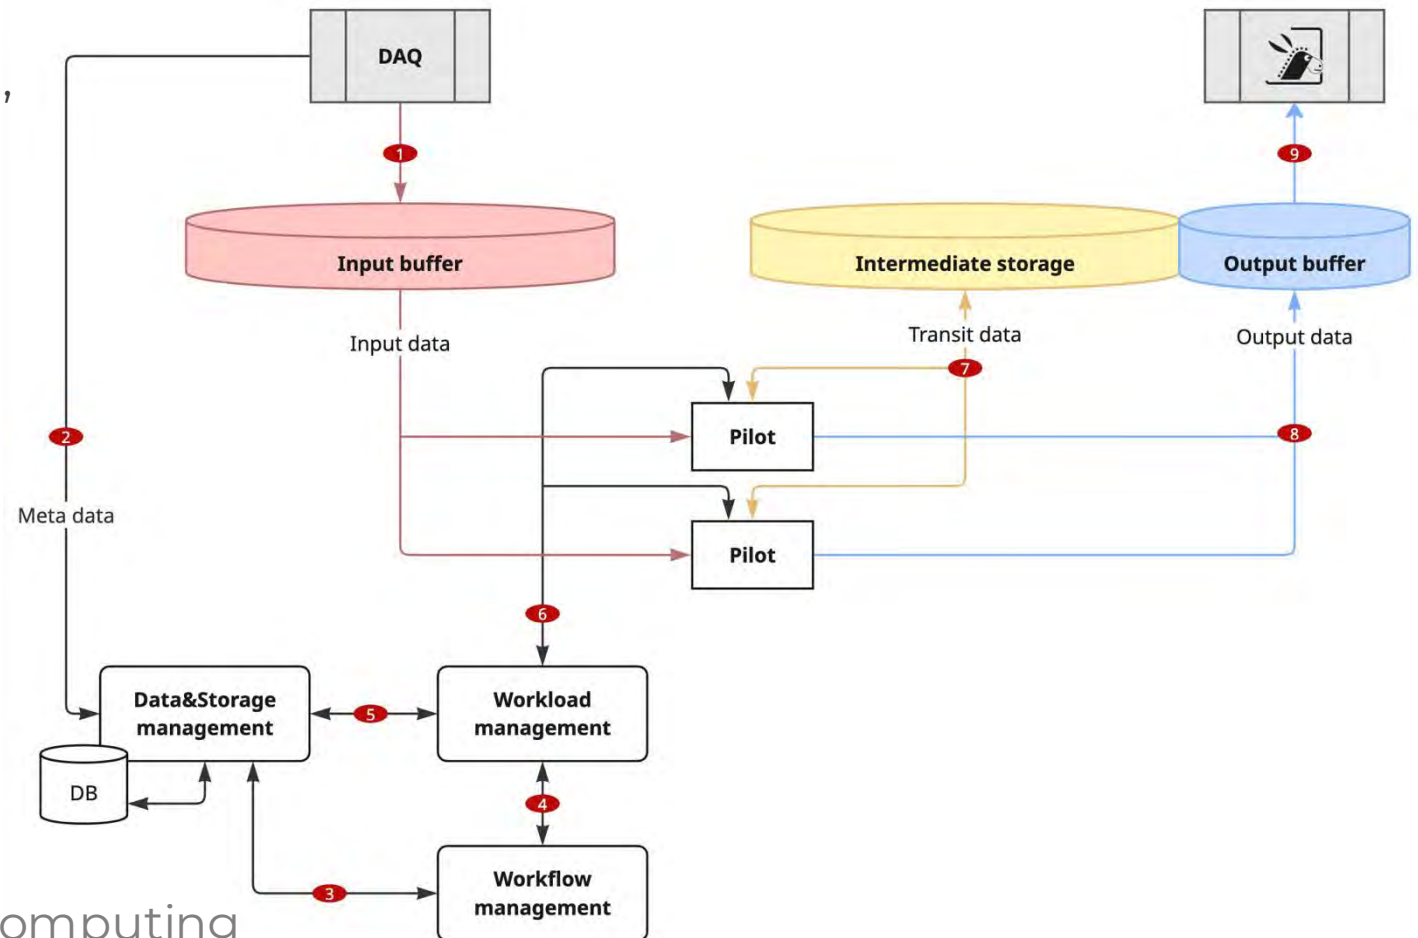 DAQ
,
1
9
Input buffer
Intermediate storage
Output buffer
Input data
Transit data
Output data
7
Pilot
2
8
Meta data
Pilot
6
Data&Storage
management
5
Workload
management
DB
4
3
Workflow
management
omputing